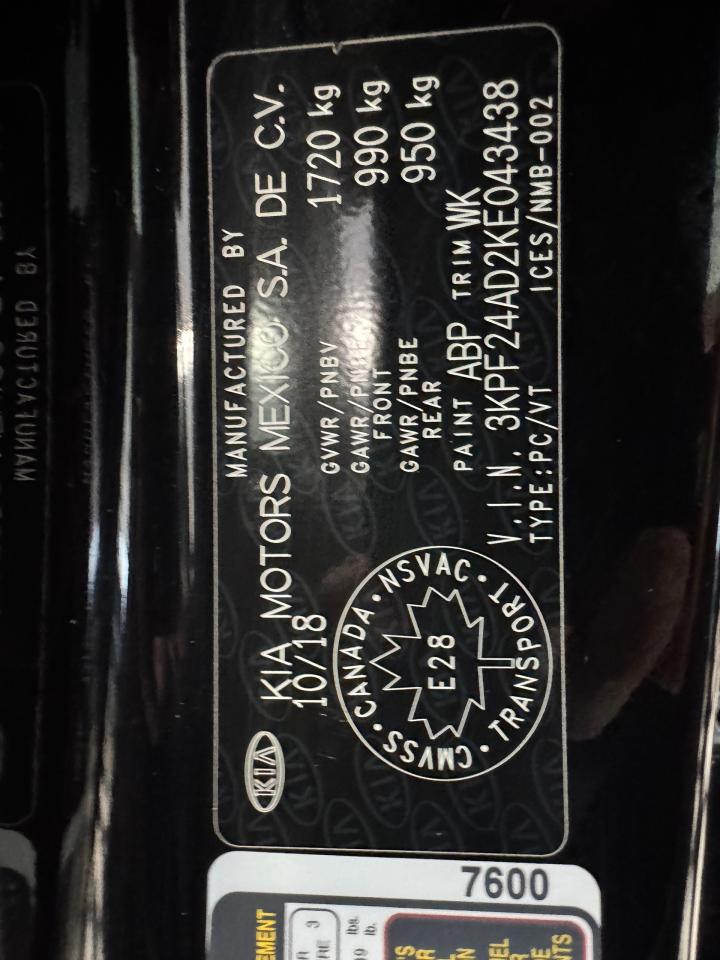 MANUFACTURED BY
KIA KIA MOTORS MEXICO S.A. DE C.V.
10/18
GVWR/PNBV 1720 kg
GAWR/PNBE FRONT 990 kg
GAWR/PNBE REAR 950 kg
PAINT ABP TRIM WK
V.I.N. 3KPF24AD2KE043438
TYPE:PC/VT ICES/NMB-002
CANADA • NSVAC • TRANSPORT • CMVSS •
E28
7600
MANUFACTURED BY